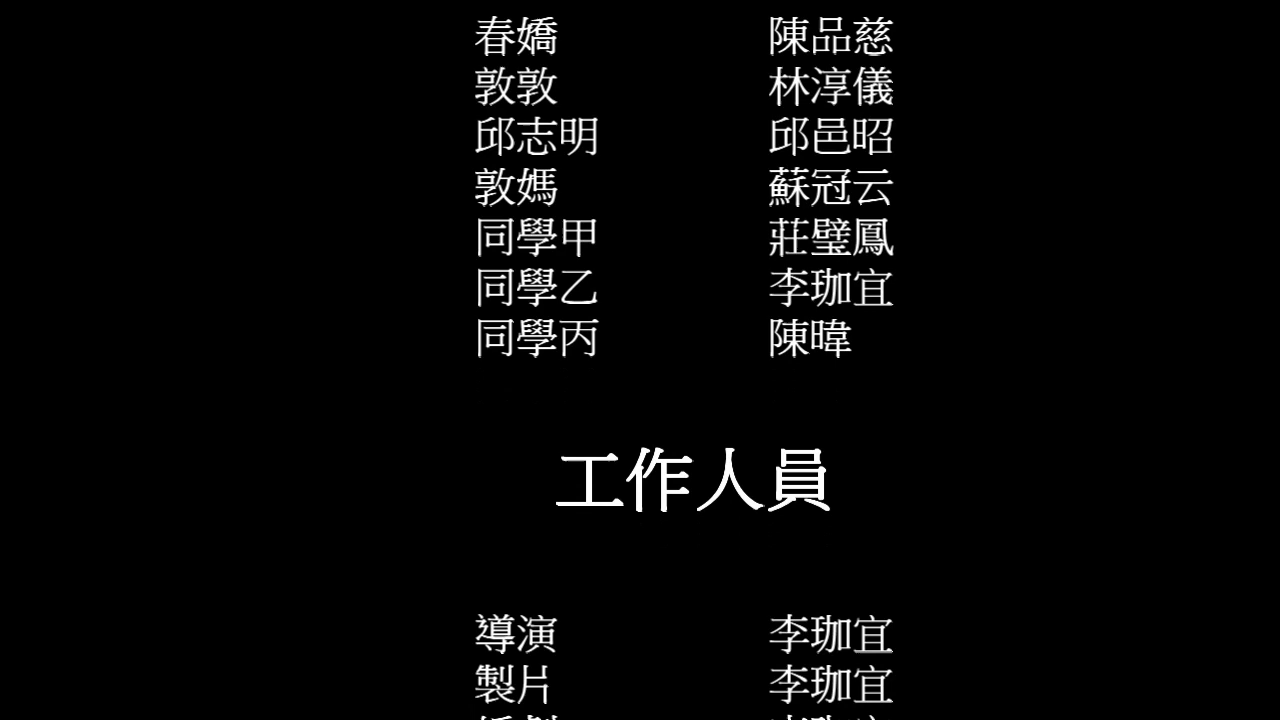 春嬌 陳品慈
敦敦 林淳儀
邱志明 邱邑昭
敦媽 蘇冠云
同學甲 莊璧鳳
同學乙 李珈宜
同學丙 陳暐
工作人員
導演 李珈宜
製片 李珈宜